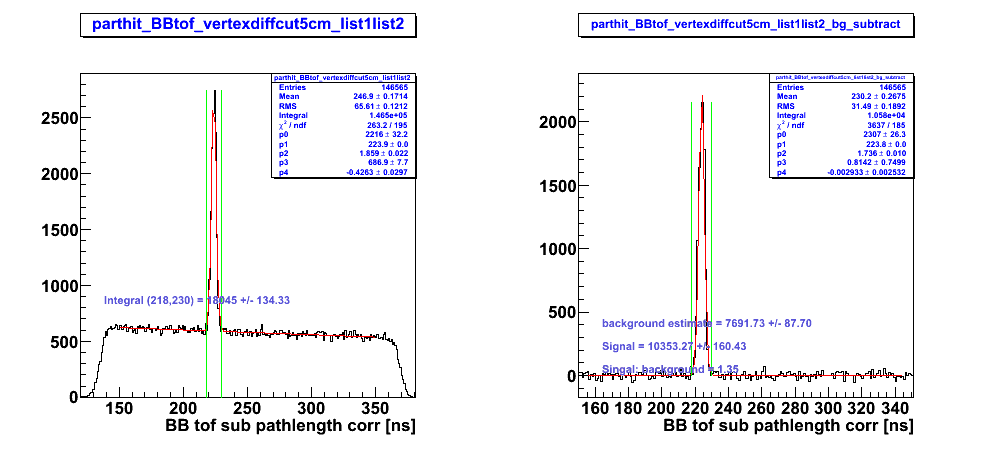 parthit_BBtof_vertexdiffcut5cm_list1list2
parthit_BBtof_vertexdiffcut5cm_list1list2
Entries 146565
Mean 246.9 ± 0.1714
RMS 65.61 ± 0.1212
Integral 1.465e+05
χ² / ndf 263.2 / 195
p0 2216 ± 32.2
p1 223.9 ± 0.0
p2 1.859 ± 0.022
p3 686.9 ± 7.7
p4 -0.4263 ± 0.0297
2500
2000
1500
1000
500
0
Integral (218,230) = 18045 +/- 134.33
150 200 250 300 350
BB tof sub pathlength corr [ns]
parthit_BBtof_vertexdiffcut5cm_list1list2_bg_subtract
parthit_BBtof_vertexdiffcut5cm_list1list2_bg_subtract
Entries 146565
Mean 230.2 ± 0.2675
RMS 31.49 ± 0.1892
Integral 1.058e+04
χ² / ndf 3637 / 185
p0 2307 ± 26.3
p1 223.8 ± 0.0
p2 1.736 ± 0.010
p3 0.8142 ± 0.7499
p4 -0.002933 ± 0.002532
2000
1500
1000
500
0
background estimate = 7691.73 +/- 87.70
Signal = 10353.27 +/- 160.43
Singal: background = 1.35
160 180 200 220 240 260 280 300 320 340
BB tof sub pathlength corr [ns]